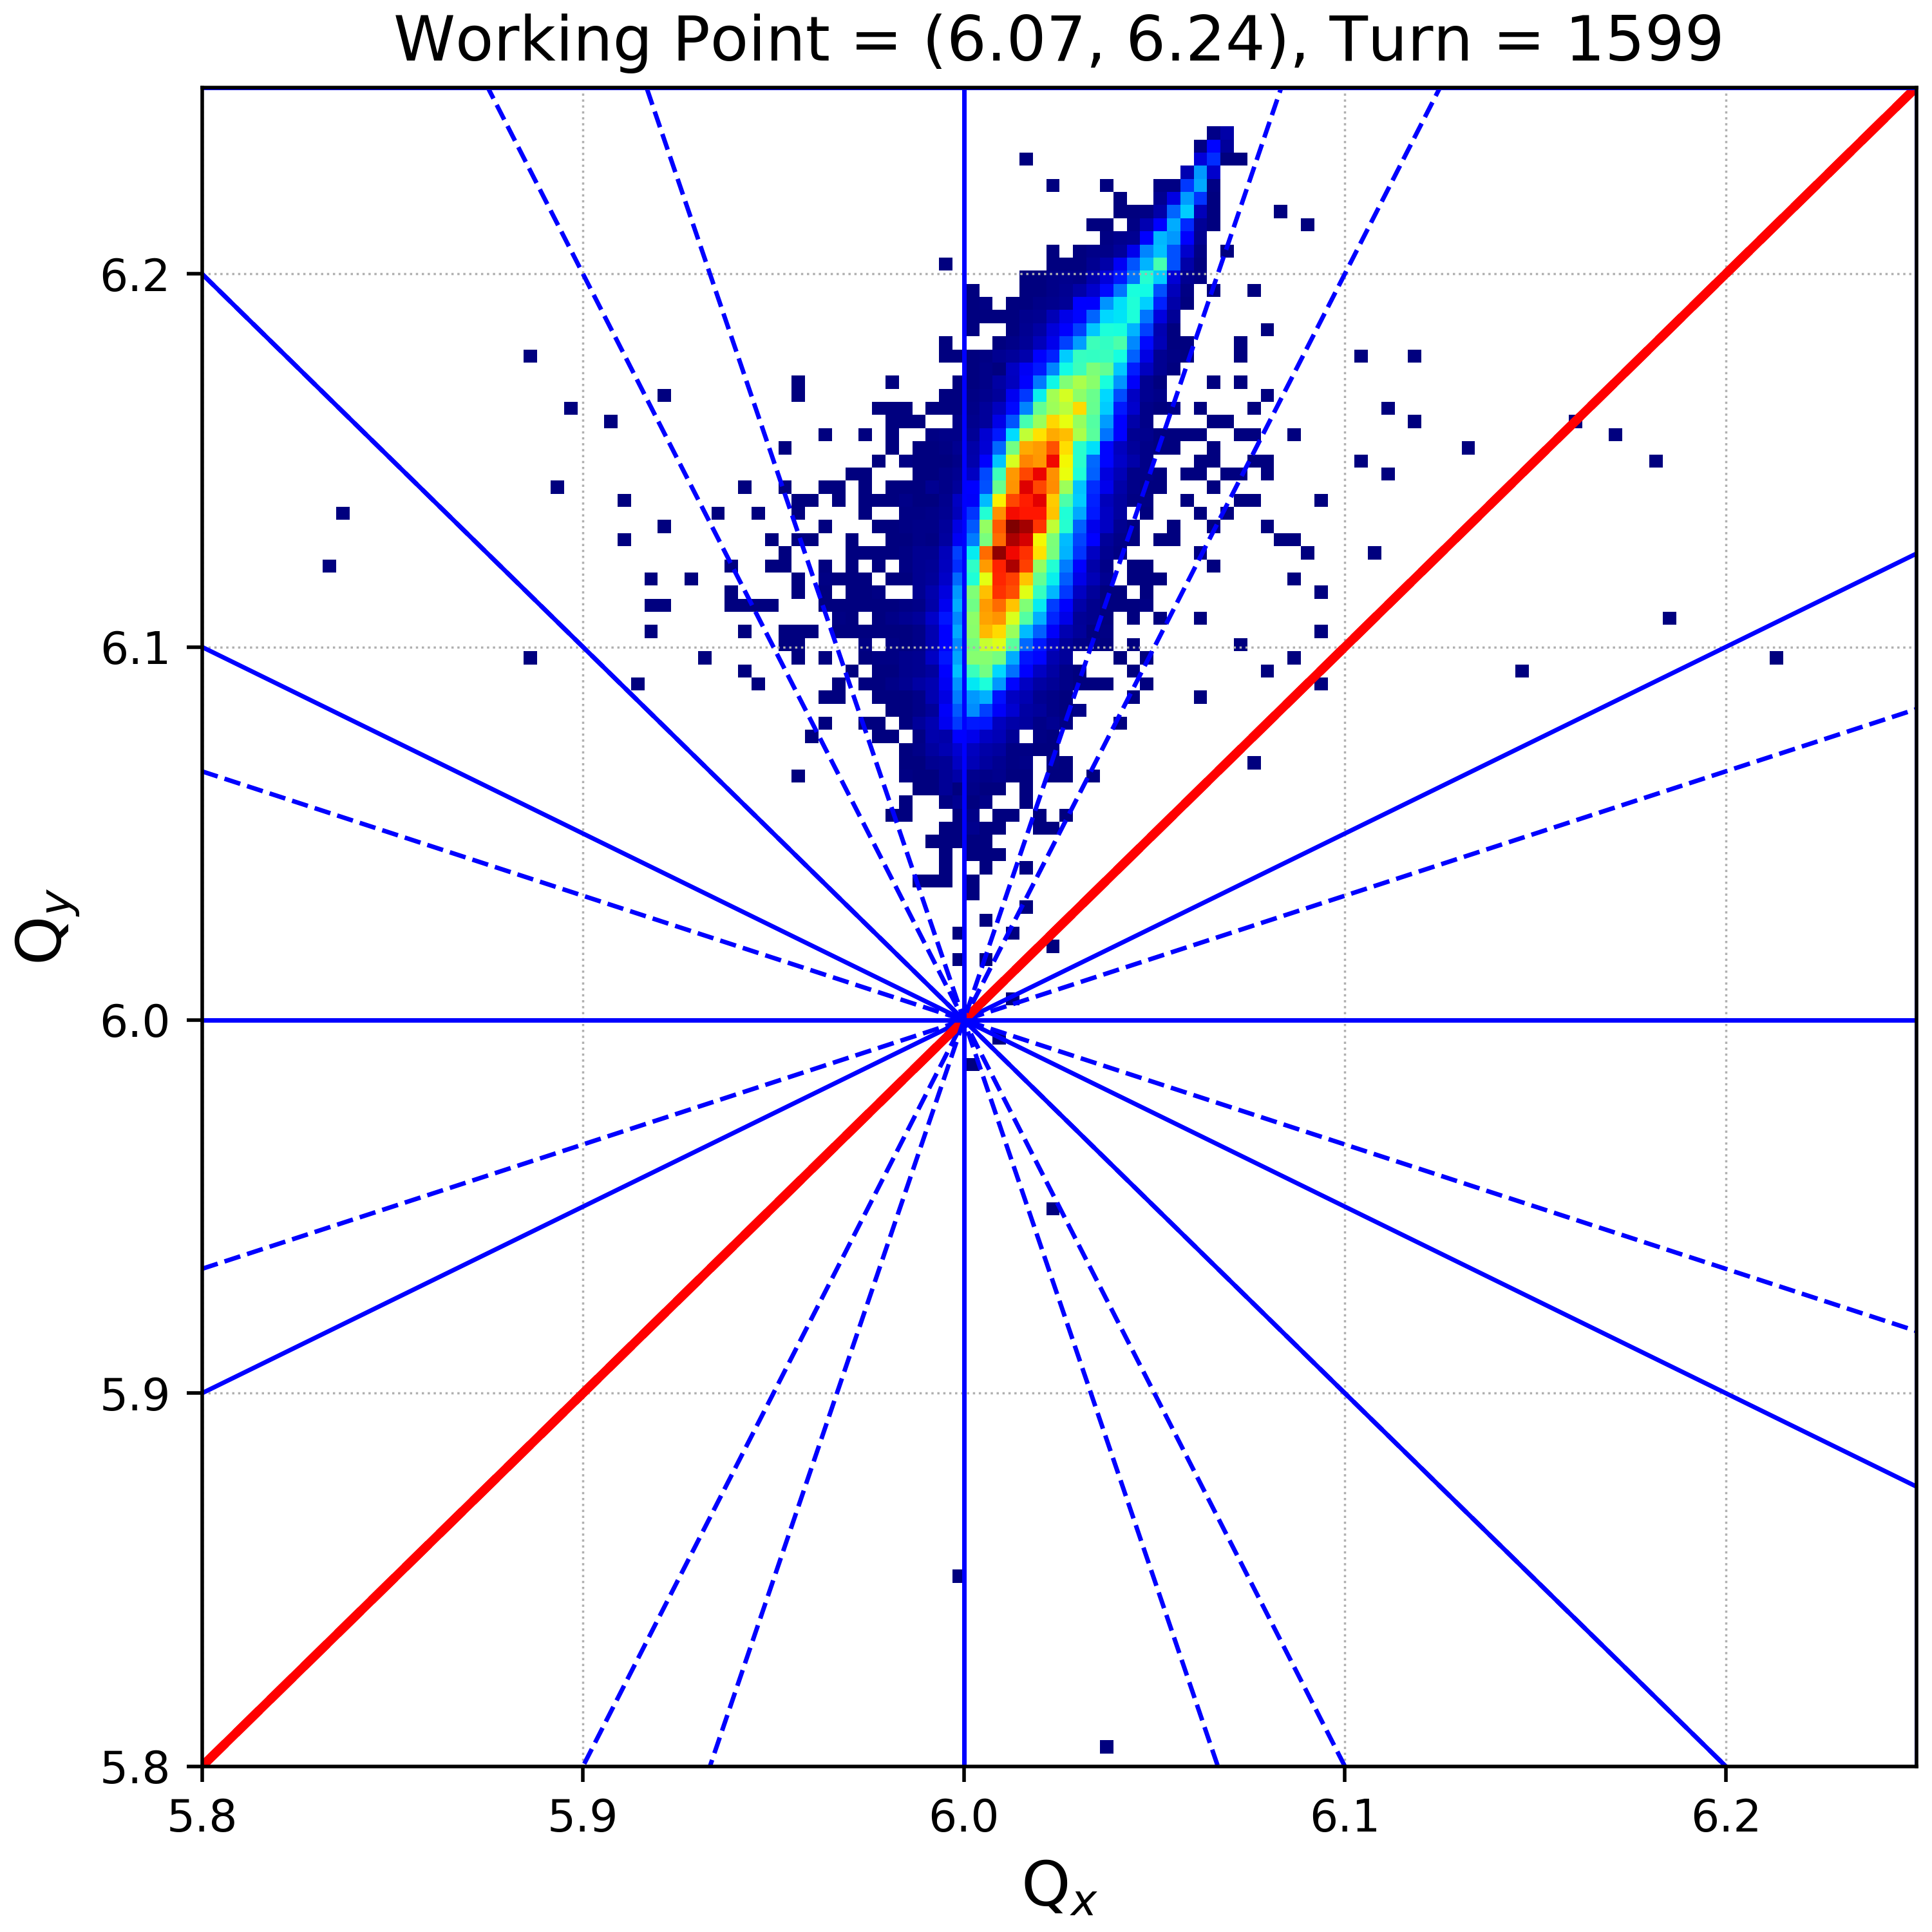 Working Point = (6.07, 6.24), Turn = 1599
6.2
6.1
6.0
5.9
5.8
Qy
5.8 5.9 6.0 6.1 6.2
Qx